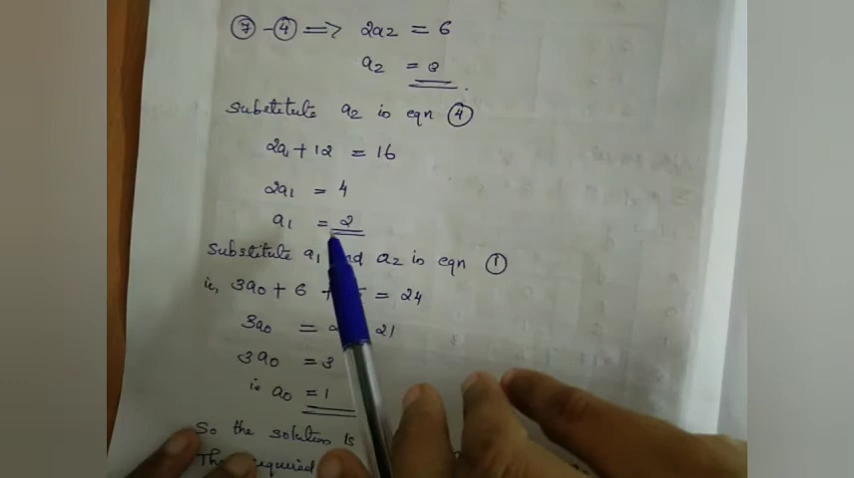 ⑦ - ④ => 2a2 = 6
a2 = 3
Substitute a2 in eqn ④
2a1 + 12 = 16
2a1 = 4
a1 = 2
Substitute a1 and a2 in eqn ①
ie, 3a0 + 6 + = 24
3a0 = 21
3a0 = 3
ie a0 = 1
So the solution is
The required